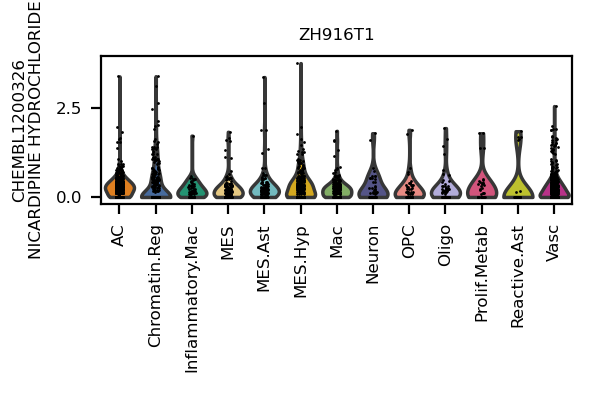 ZH916T1
CHEMBL1200326
NICARDIPINE HYDROCHLORIDE
2.5
0.0
AC
Chromatin.Reg
Inflammatory.Mac
MES
MES.Ast
MES.Hyp
Mac
Neuron
OPC
Oligo
Prolif.Metab
Reactive.Ast
Vasc